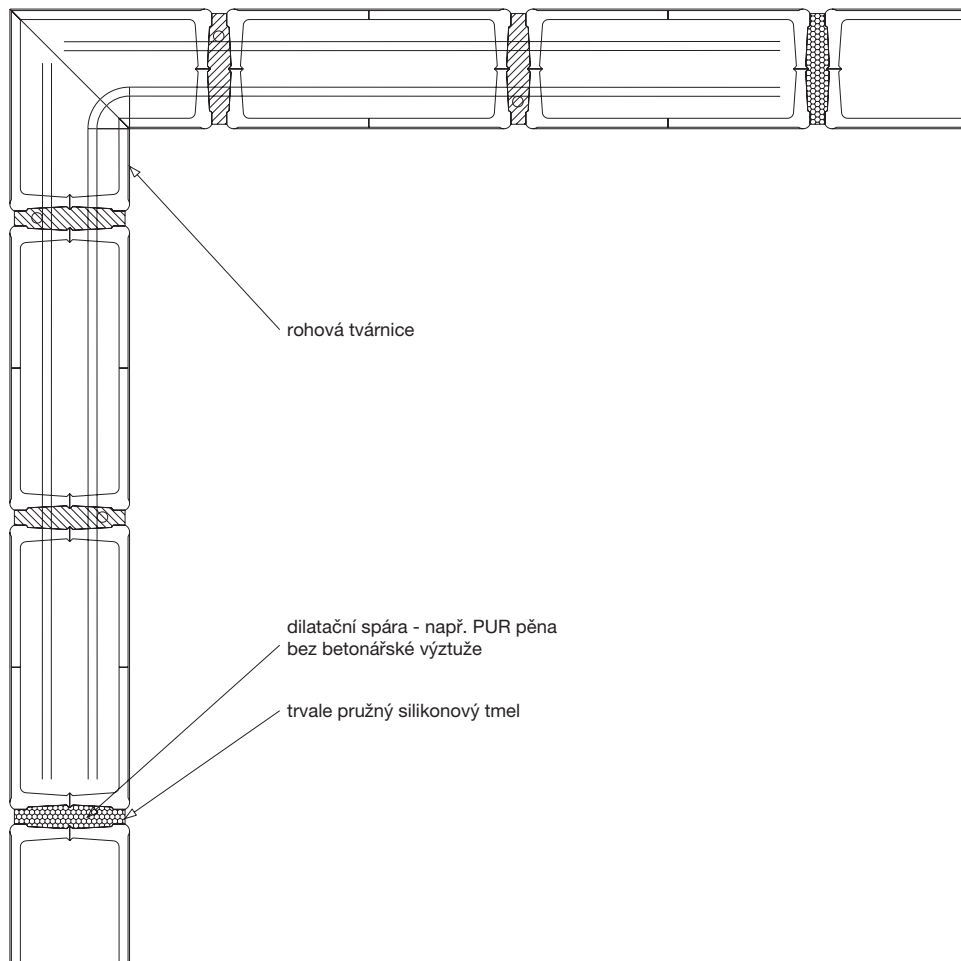 rohová tvárnice
dilatační spára - např. PUR pěna
bez betonářské výztuže
trvale pružný silikonový tmel